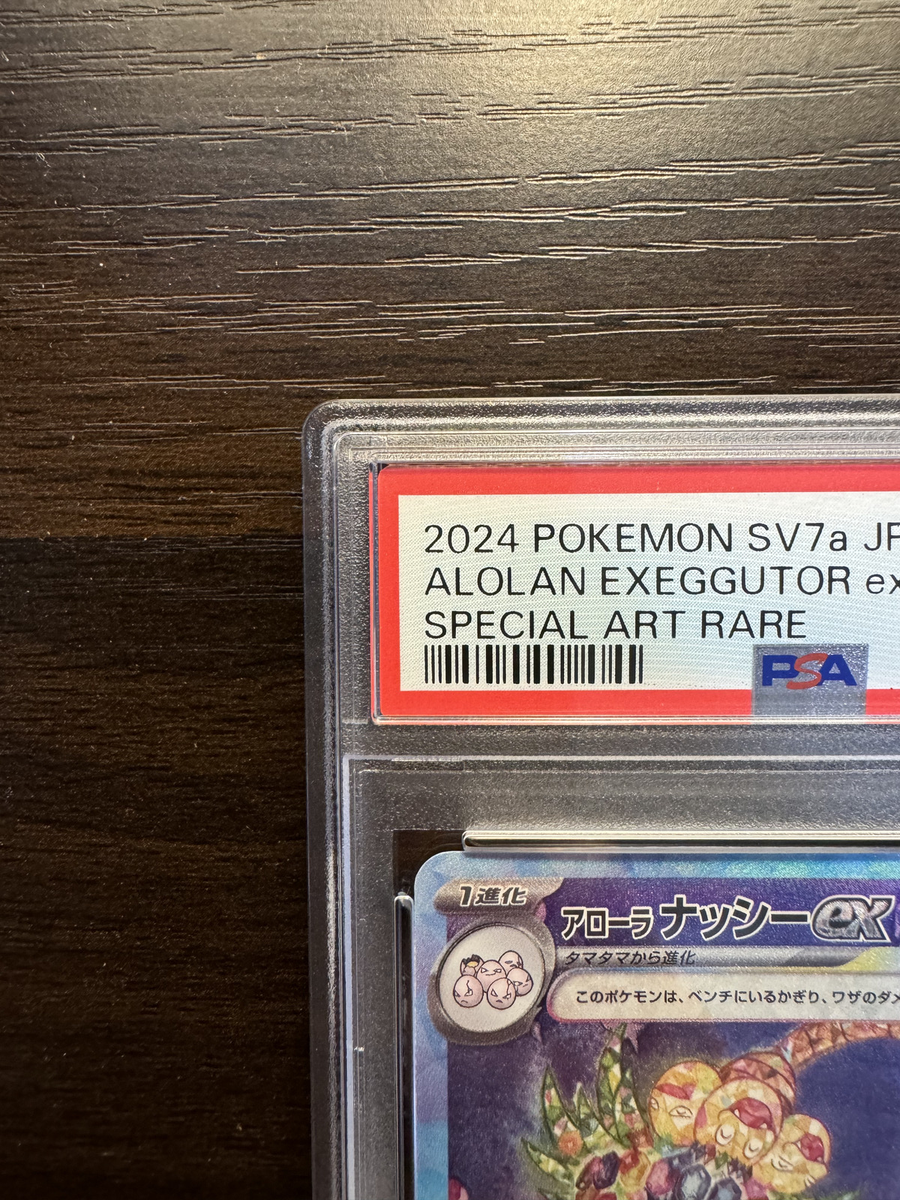 2024 POKEMON SV7a JP
ALOLAN EXEGGUTOR ex
SPECIAL ART RARE
PSA
1進化
アローラ ナッシーex
タマタマから進化
このポケモンは、ベンチにいるかぎり、ワザのダメ